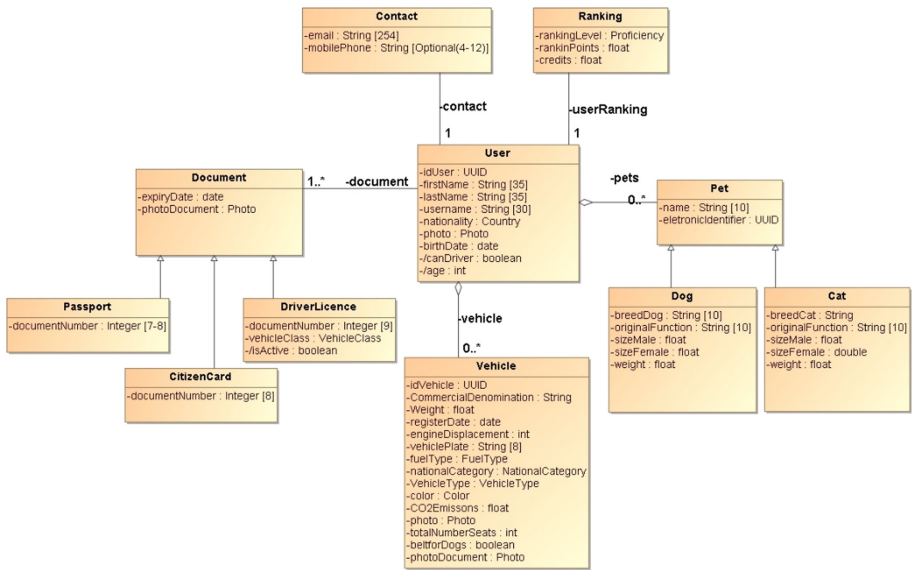 Contact
-email : String [254]
-mobilePhone : String [Optional(4-12)]
Ranking
-rankingLevel : Proficiency
-rankinPoints : float
-credits : float
-contact
1
-userRanking
1
User
-idUser : UUID
-firstName : String [35]
-lastName : String [35]
-username : String [30]
-nationality : Country
-photo : Photo
-birthDate : date
-/canDriver : boolean
-/age : int
Document
-expiryDate : date
-photoDocument : Photo
1..*
-document
-pets
0..*
Pet
-name : String [10]
-eletronicIdentifier : UUID
Passport
-documentNumber : Integer [7-8]
DriverLicence
-documentNumber : Integer [9]
-vehicleClass : VehicleClass
-/isActive : boolean
CitizenCard
-documentNumber : Integer [8]
-vehicle
0..*
Vehicle
-idVehicle : UUID
-CommercialDenomination : String
-Weight : float
-registerDate : date
-engineDisplacement : int
-vehiclePlate : String [8]
-fuelType : FuelType
-nationalCategory : NationalCategory
-VehicleType : VehicleType
-color : Color
-CO2Emissons : float
-photo : Photo
-totalNumberSeats : int
-beltforDogs : boolean
-photoDocument : Photo
Dog
-breedDog : String [10]
-originalFunction : String [10]
-sizeMale : float
-sizeFemale : float
-weight : float
Cat
-breedCat : String
-originalFunction : String [10]
-sizeMale : float
-sizeFemale : double
-weight : float